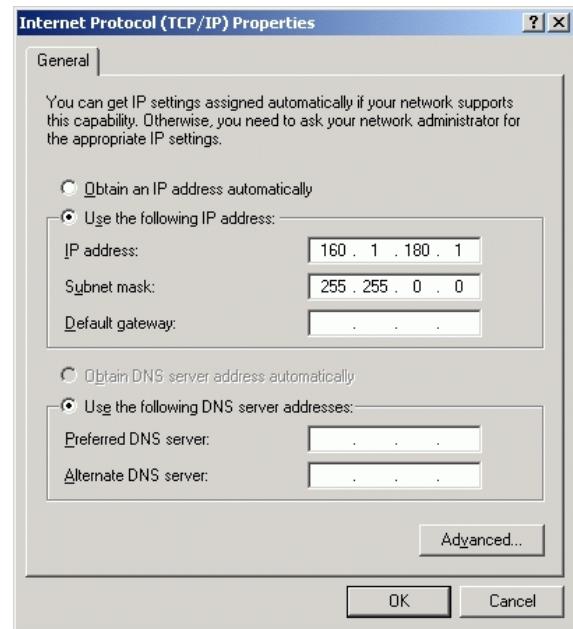 Internet Protocol (TCP/IP) Properties
General
You can get IP settings assigned automatically if your network supports
this capability. Otherwise, you need to ask your network administrator for
the appropriate IP settings.
Obtain an IP address automatically
Use the following IP address:
IP address: 160 . 1 . 180 . 1
Subnet mask: 255 . 255 . 0 . 0
Default gateway: . . .
Obtain DNS server address automatically
Use the following DNS server addresses:
Preferred DNS server: . . .
Alternate DNS server: . . .
Advanced...
OK Cancel